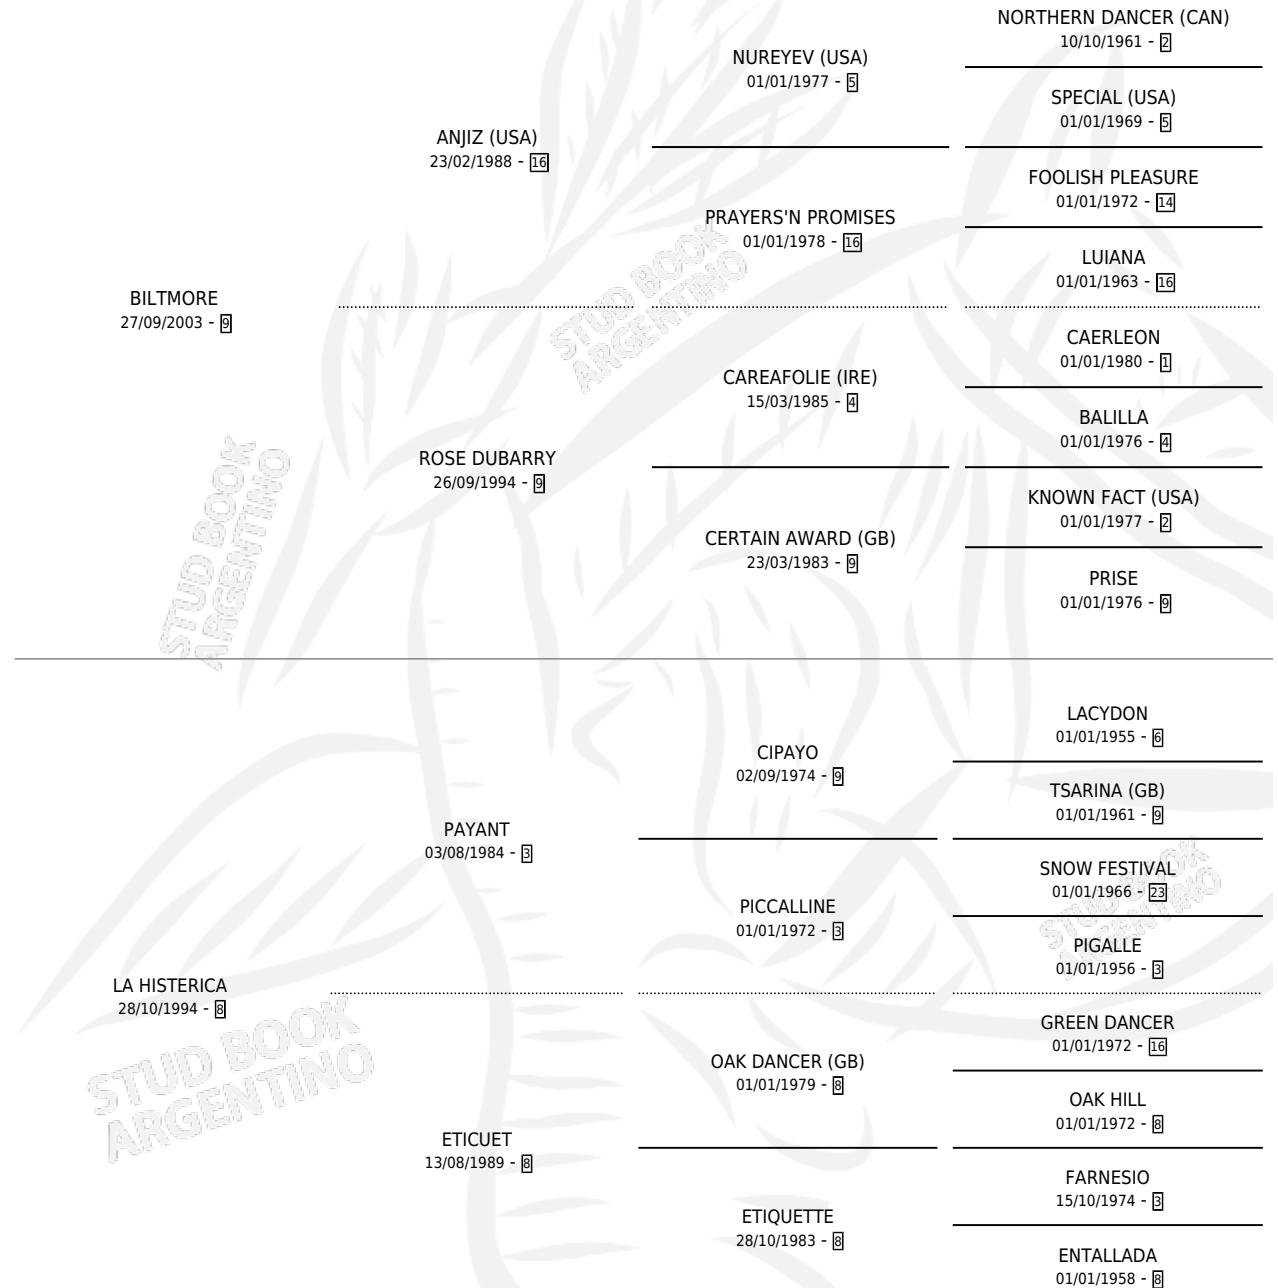 NORTHERN DANCER (CAN)
10/10/1961 - 2
NUREYEV (USA)
01/01/1977 - 5
SPECIAL (USA)
01/01/1969 - 5
ANJIZ (USA)
23/02/1988 - 16
FOOLISH PLEASURE
01/01/1972 - 14
PRAYERS'N PROMISES
01/01/1978 - 16
LUIANA
01/01/1963 - 16
BILTMORE
27/09/2003 - 9
STUD BOOK
ARGENTINO
CAERLEON
01/01/1980 - 1
CAREAFOLIE (IRE)
15/03/1985 - 4
BALILLA
01/01/1976 - 4
ROSE DUBARRY
26/09/1994 - 9
KNOWN FACT (USA)
01/01/1977 - 2
CERTAIN AWARD (GB)
23/03/1983 - 9
PRISE
01/01/1976 - 9
STUD BOOK
ARGENTINO
LACYDON
01/01/1955 - 6
CIPAYO
02/09/1974 - 9
TSARINA (GB)
01/01/1961 - 9
PAYANT
03/08/1984 - 3
SNOW FESTIVAL
01/01/1966 - 23
PICCALLINE
01/01/1972 - 3
STUD BOOK
ARGENTINO
PIGALLE
01/01/1956 - 3
LA HISTERICA
28/10/1994 - 8
GREEN DANCER
01/01/1972 - 16
OAK DANCER (GB)
01/01/1979 - 8
STUD BOOK
ARGENTINO
OAK HILL
01/01/1972 - 8
ETICUET
13/08/1989 - 8
FARNESIO
15/10/1974 - 3
ETIQUETTE
28/10/1983 - 8
ENTALLADA
01/01/1958 - 8